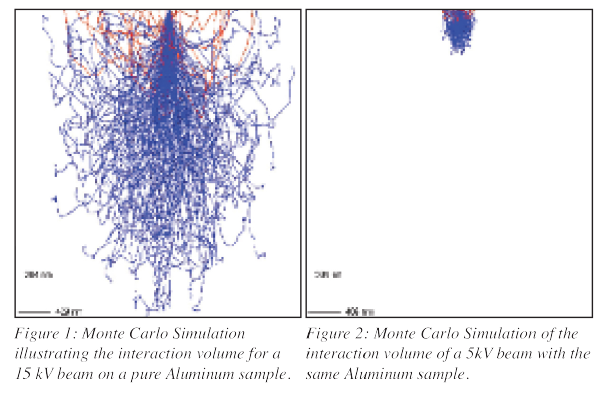 Figure 1: Monte Carlo Simulation
illustrating the interaction volume for a
15 kV beam on a pure Aluminum sample.
Figure 2: Monte Carlo Simulation of the
interaction volume of a 5kV beam with the
same Aluminum sample.